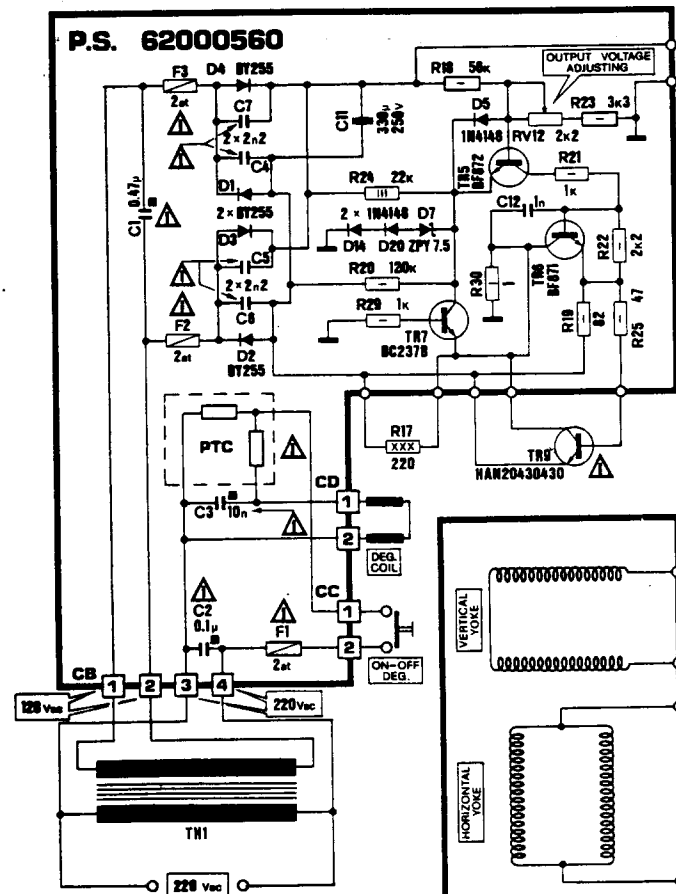 P.S. 62000560
F3
2at
D4 BY255
C7
2×2n2
C4
D1
2×BY255
D3
C5
2×2n2
C6
D2
BY255
F2
2at
C1 0.47µ
C11
330µ
250V
R18 56K
OUTPUT VOLTAGE
ADJUSTING
D5
1N4148
RV12 2K2
R23 3K3
R24 22K
TR5
BF872
R21
1K
C12 1n
2× 1N4148 D7
D14 D20 ZPY 7.5
R20 120K
R30
1
TR6
BF871
R22
2K2
R29 1K
TR7
BC237B
R19
82
R25
47
R17
XXX
220
TR9
HAN20430430
PTC
C3 10n
CD
1
2
DEG.
COIL
C2
0.1µ
CC
1
F1
2at
2
ON-OFF
DEG.
CB
1 2 3 4
220 Vac
TN1
220 Vac
VERTICAL
YOKE
HORIZONTAL
YOKE